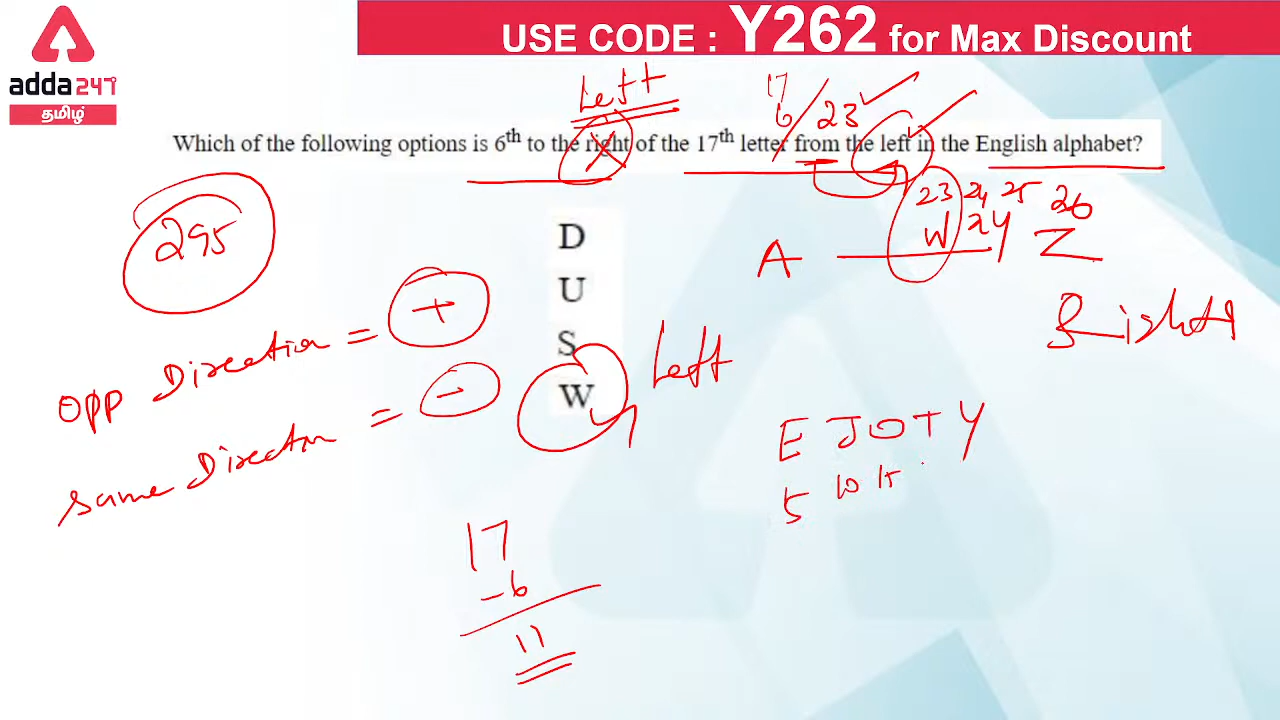 USE CODE : Y262 for Max Discount
adda247
தமிழ்
Left
17
6 / 23
Which of the following options is 6th to the right of the 17th letter from the left in the English alphabet?
295
23 24 25 26
A W X Y Z
D
U
S
W
Right
Left
opp Direction = +
same Direction = -
E J O T Y
5 10 15
17
-6
11